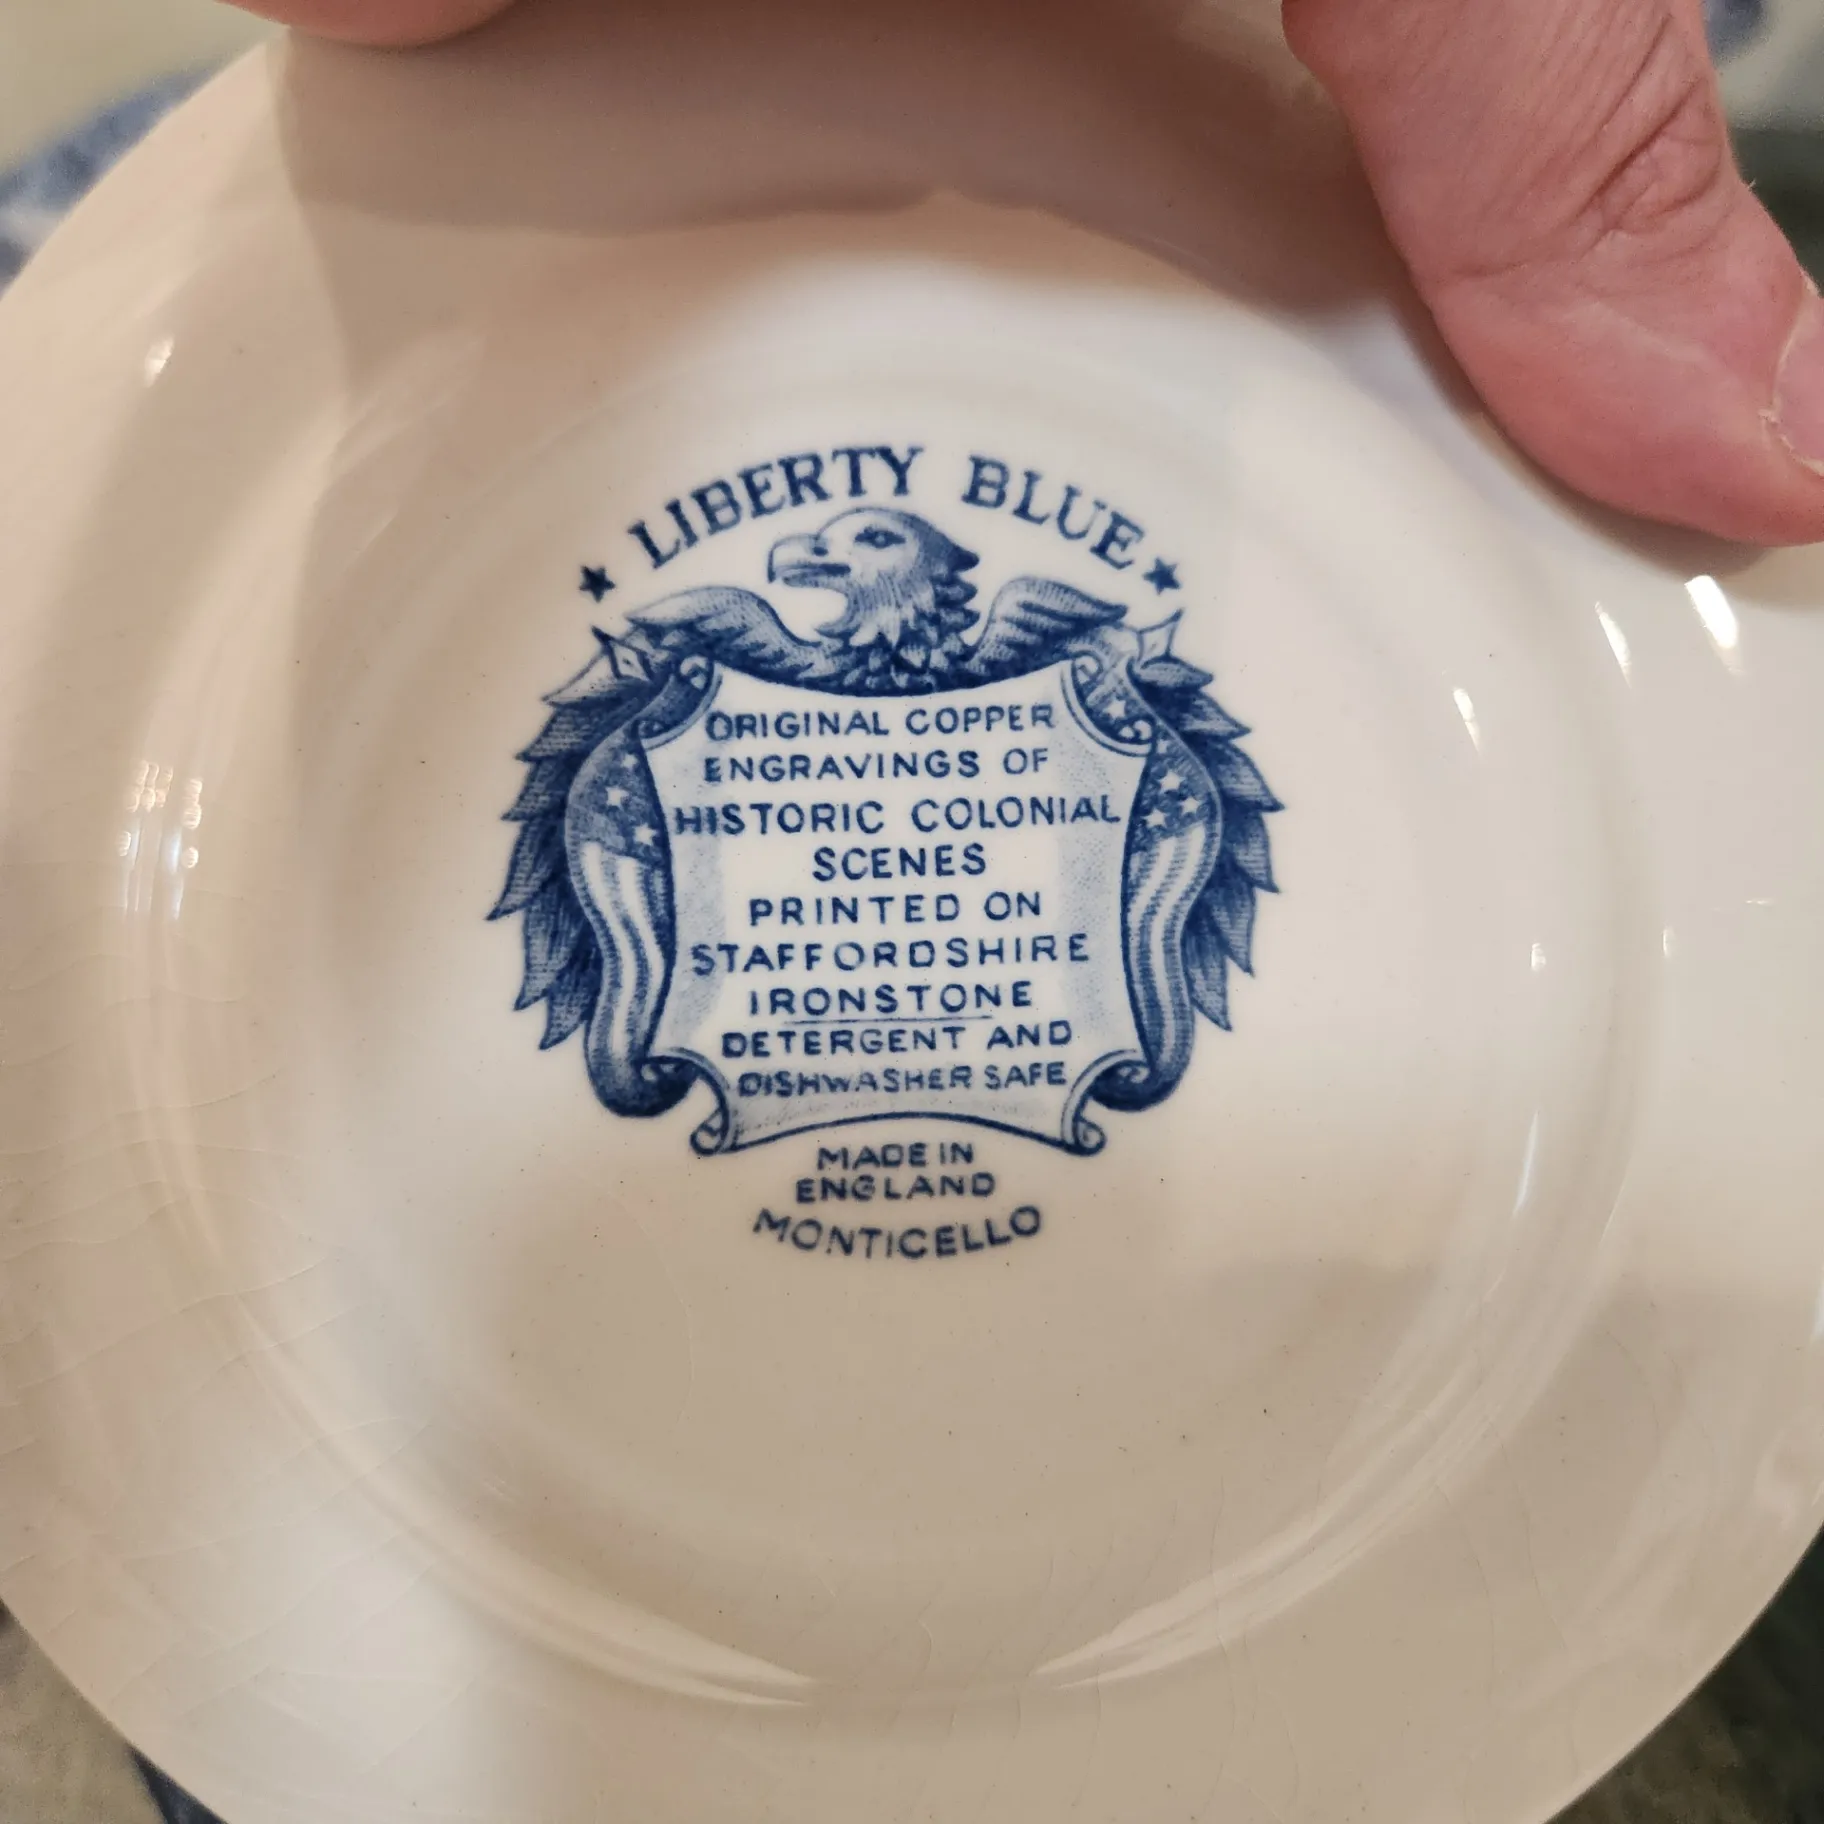 LIBERTY BLUE
ORIGINAL COPPER
ENGRAVINGS OF
HISTORIC COLONIAL
SCENES
PRINTED ON
STAFFORDSHIRE
IRONSTONE
DETERGENT AND
DISHWASHER SAFE
MADE IN
ENGLAND
MONTICELLO